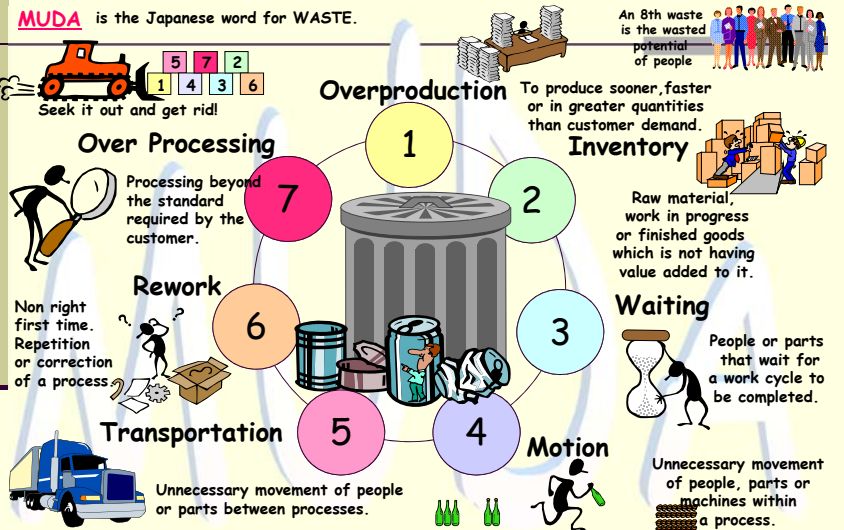 MUDA is the Japanese word for WASTE.
An 8th waste
is the wasted
potential
of people
5 7 2
1 4 3 6
Seek it out and get rid!
1
Overproduction
To produce sooner,faster
or in greater quantities
than customer demand.
2
Inventory
Raw material,
work in progress
or finished goods
which is not having
value added to it.
3
Waiting
People or parts
that wait for
a work cycle to
be completed.
4
Motion
Unnecessary movement
of people, parts or
machines within
a process.
5
Transportation
Unnecessary movement of people
or parts between processes.
6
Rework
Non right
first time.
Repetition
or correction
of a process.
? ?
7
Over Processing
Processing beyond
the standard
required by the
customer.
MUDA